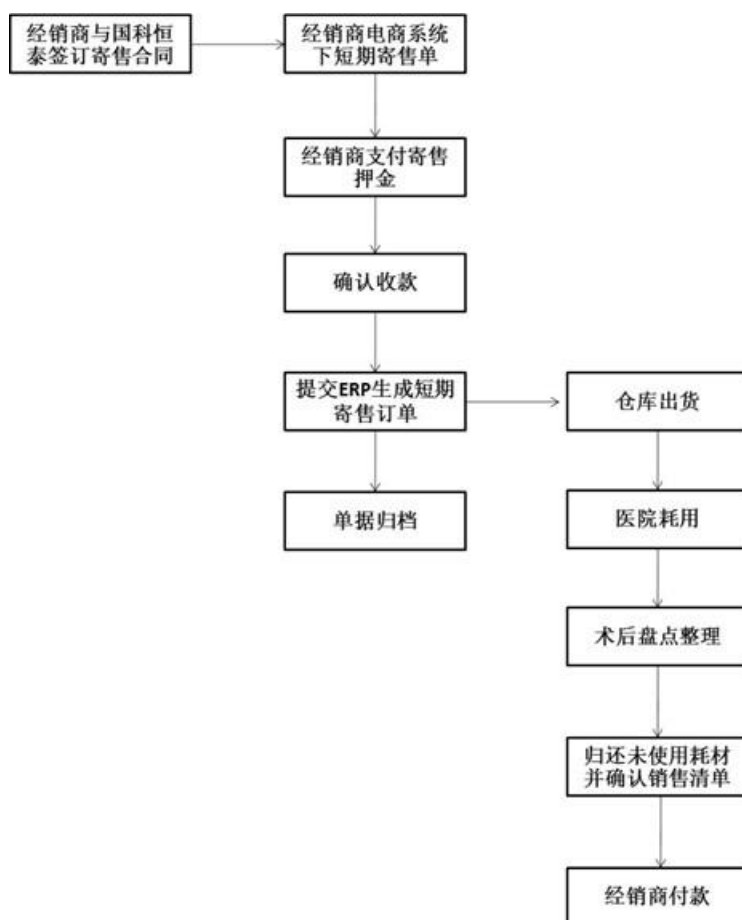 经销商与国科恒
泰签订寄售合同
经销商电商系统
下短期寄售单
经销商支付寄售
押金
确认收款
提交ERP生成短期
寄售订单
仓库出货
单据归档
医院耗用
术后盘点整理
归还未使用耗材
并确认销售清单
经销商付款